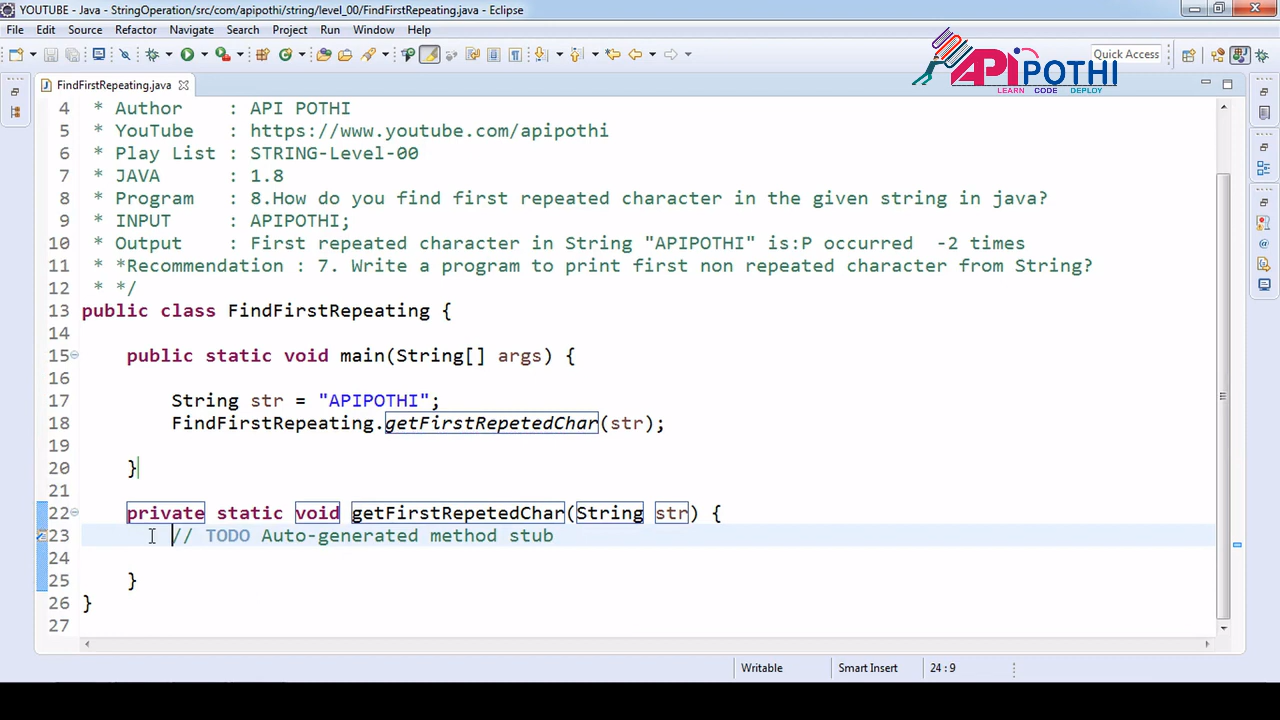 YOUTUBE - Java - StringOperation/src/com/apipothi/string/level_00/FindFirstRepeating.java - Eclipse
File Edit Source Refactor Navigate Search Project Run Window Help
Quick Access
APIPOTHI
LEARN CODE DEPLOY
FindFirstRepeating.java
4 * Author : API POTHI
5 * YouTube : https://www.youtube.com/apipothi
6 * Play List : STRING-Level-00
7 * JAVA : 1.8
8 * Program : 8.How do you find first repeated character in the given string in java?
9 * INPUT : APIPOTHI;
10 * Output : First repeated character in String "APIPOTHI" is:P occurred -2 times
11 * *Recommendation : 7. Write a program to print first non repeated character from String?
12 * */
13 public class FindFirstRepeating {
14
15 public static void main(String[] args) {
16
17 String str = "APIPOTHI";
18 FindFirstRepeating.getFirstRepetedChar(str);
19
20 }
21
22 private static void getFirstRepetedChar(String str) {
23 // TODO Auto-generated method stub
24
25 }
26 }
27
Writable Smart Insert 24 : 9